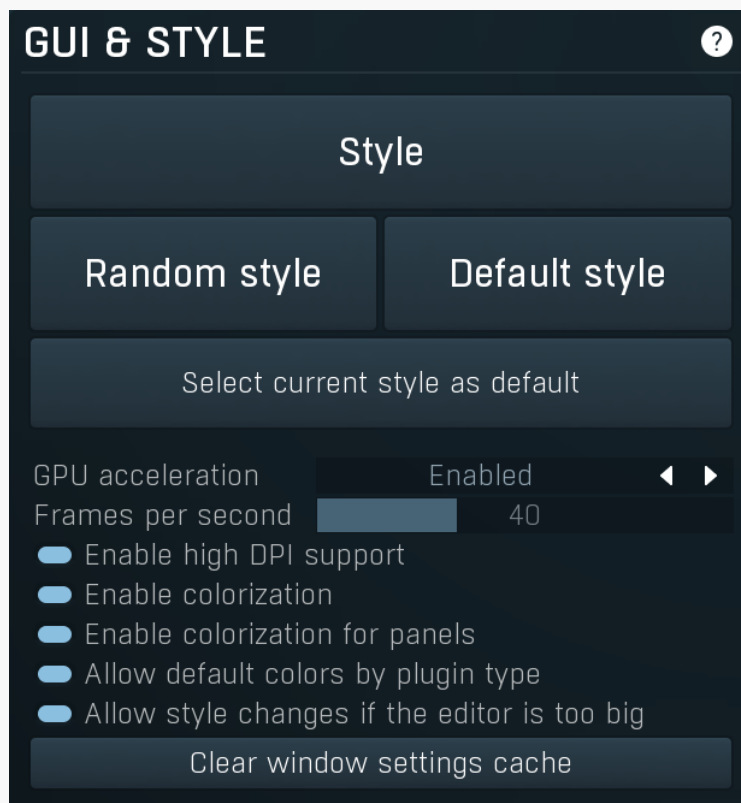 GUI & STYLE ?
Style
Random style Default style
Select current style as default
GPU acceleration Enabled
Frames per second 40
Enable high DPI support
Enable colorization
Enable colorization for panels
Allow default colors by plugin type
Allow style changes if the editor is too big
Clear window settings cache